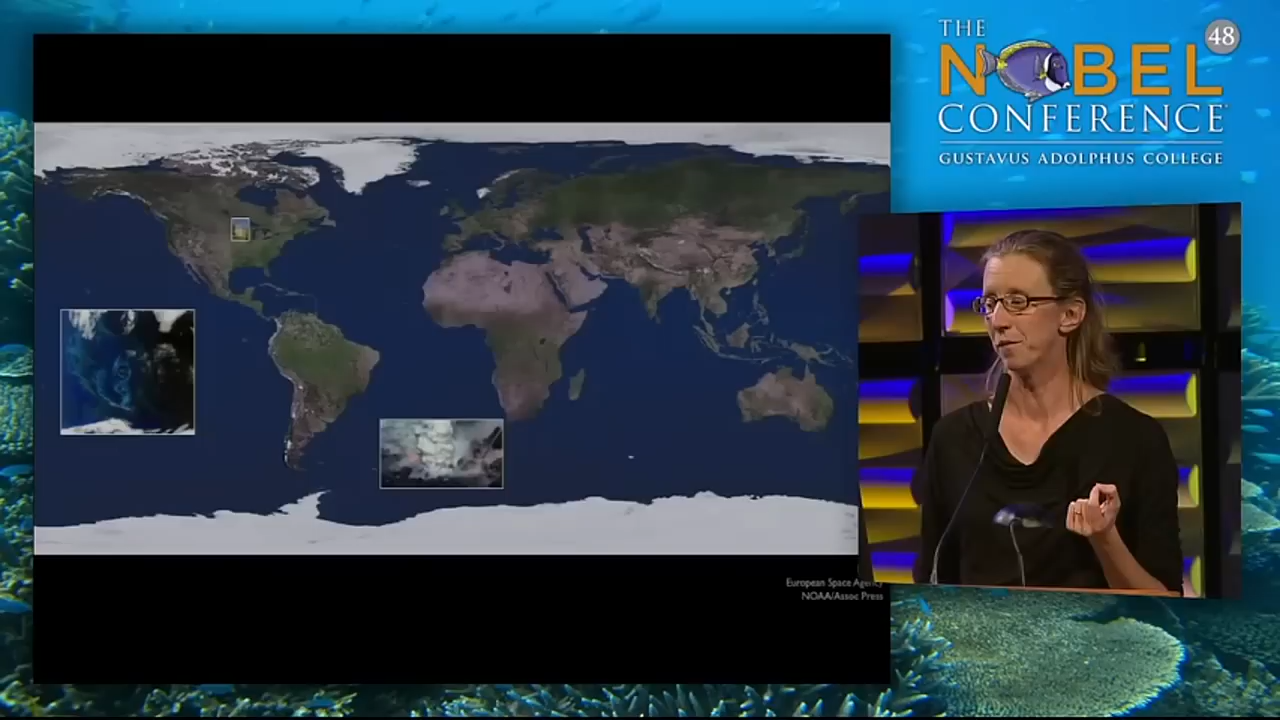 THE
NOBEL
48
CONFERENCE
GUSTAVUS ADOLPHUS COLLEGE
European Space Agency
NOAA/Assoc Press